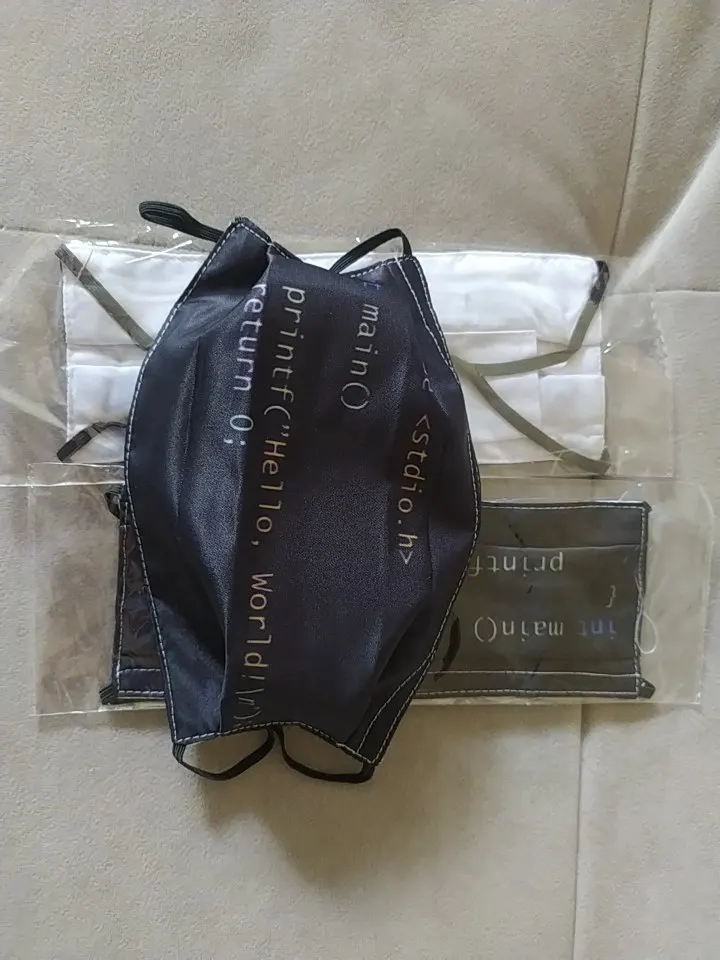 <stdio.h>
t main()
printf("Hello, World!\n")
return 0;
int main()
{
printf